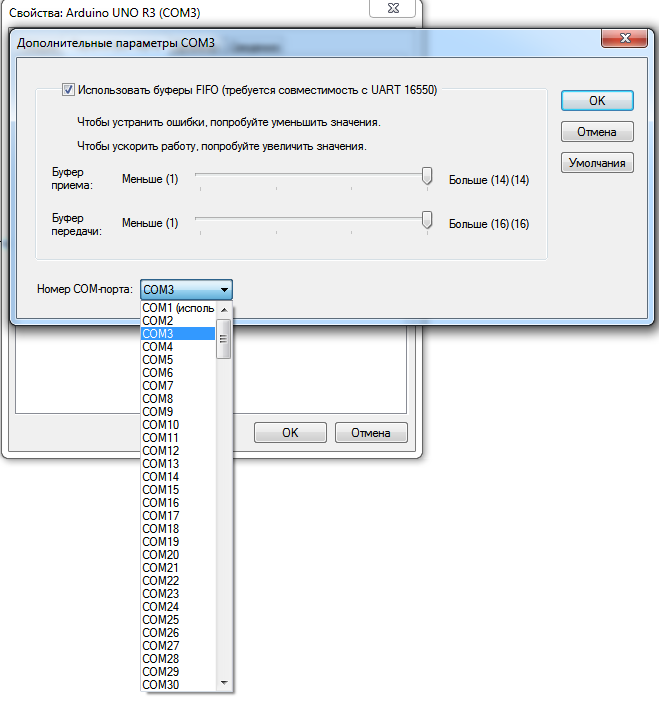 Свойства: Arduino UNO R3 (COM3)
Дополнительные параметры COM3
Использовать буферы FIFO (требуется совместимость с UART 16550)
OK
Чтобы устранить ошибки, попробуйте уменьшить значения.
Отмена
Чтобы ускорить работу, попробуйте увеличить значения.
Умолчания
Буфер
приема:
Меньше (1)
Больше (14) (14)
Буфер
передачи:
Меньше (1)
Больше (16) (16)
Номер COM-порта:
COM3
COM1 (исполь
COM2
COM3
COM4
COM5
COM6
COM7
COM8
COM9
COM10
COM11
COM12
COM13
COM14
COM15
COM16
COM17
COM18
COM19
COM20
COM21
COM22
COM23
COM24
COM25
COM26
COM27
COM28
COM29
COM30
OK
Отмена